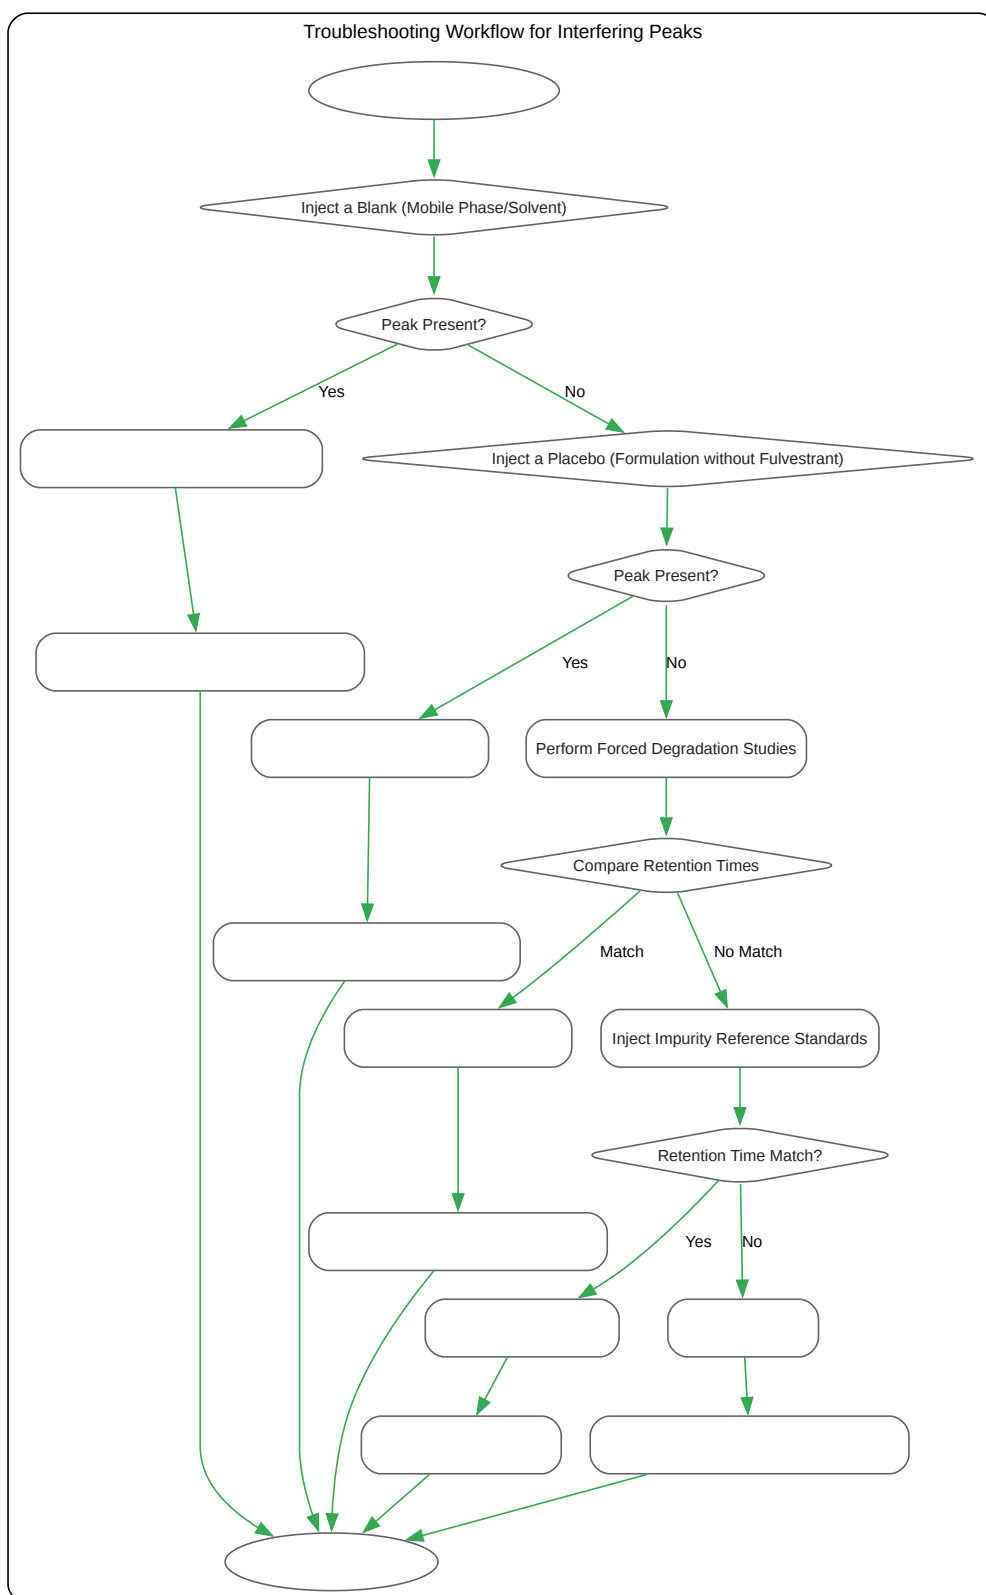 Troubleshooting Workflow for Interfering Peaks
Inject a Blank (Mobile Phase/Solvent)
Peak Present?
Yes
No
Inject a Placebo (Formulation without Fulvestrant)
Peak Present?
Yes
No
Perform Forced Degradation Studies
Compare Retention Times
Match
No Match
Inject Impurity Reference Standards
Retention Time Match?
Yes
No